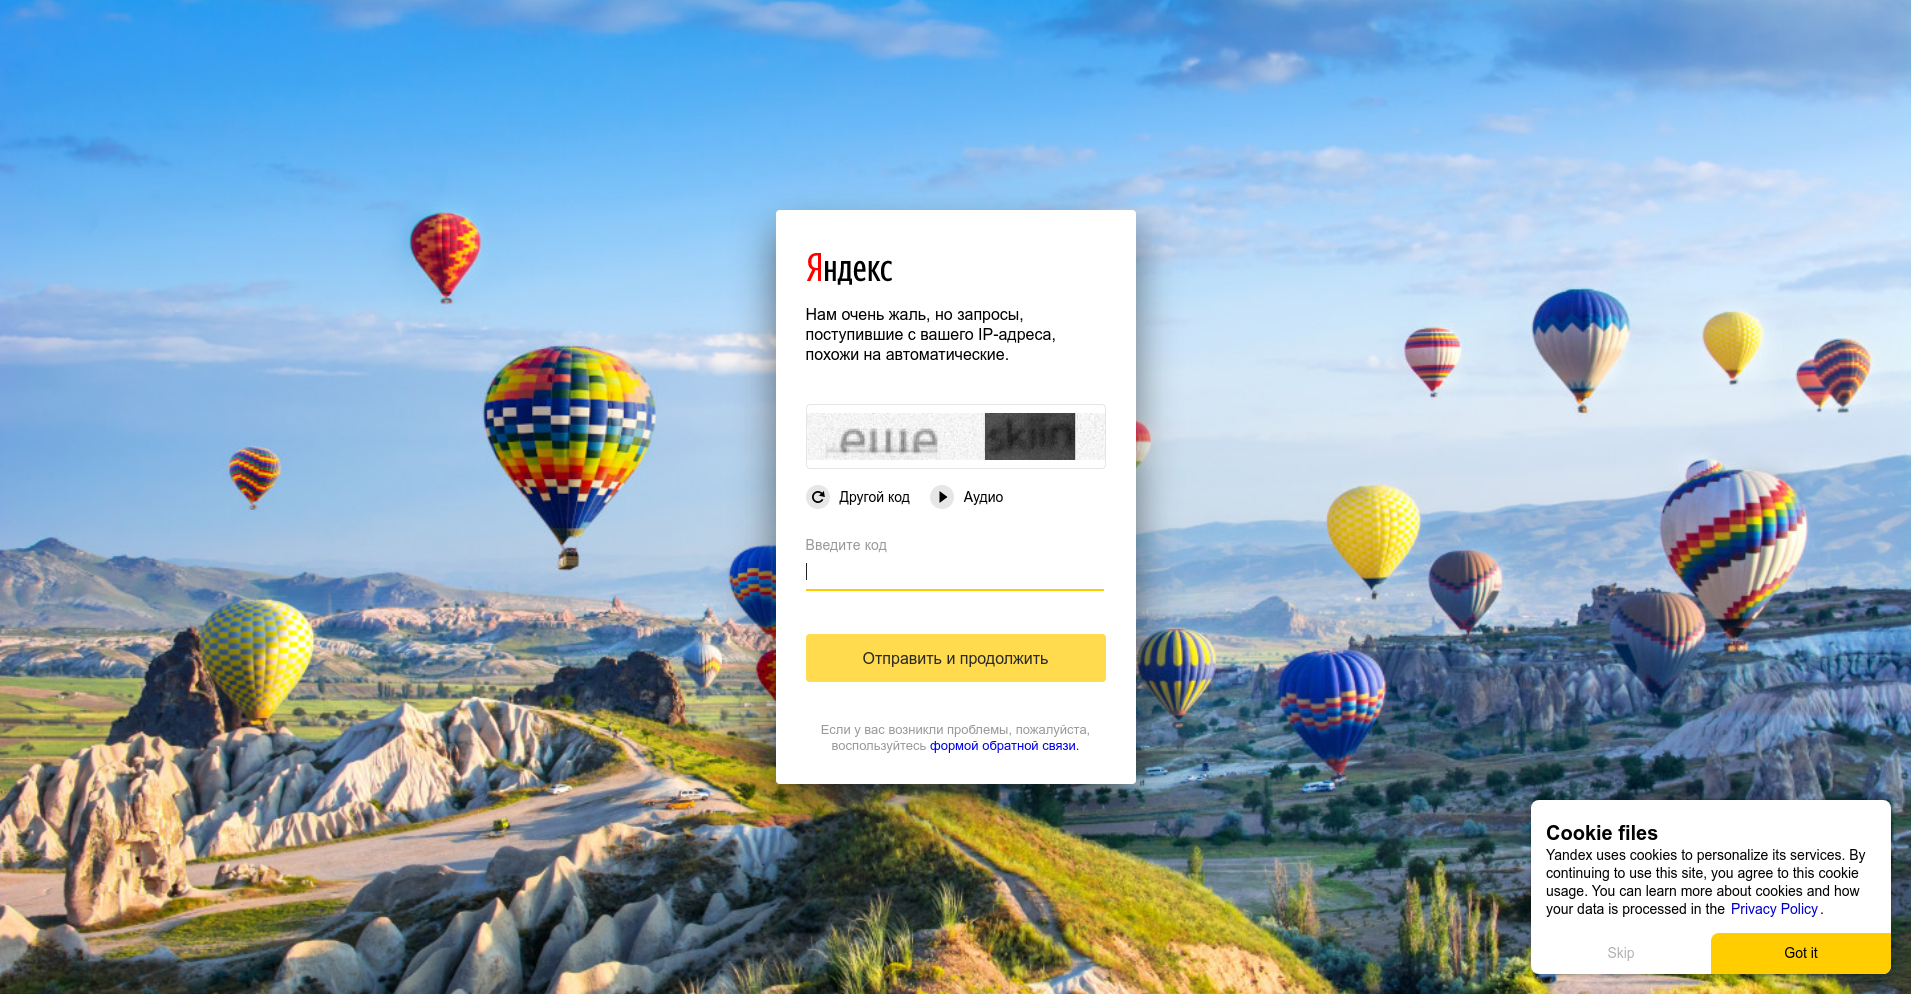 Яндекс
Нам очень жаль, но запросы,
поступившие с вашего IP-адреса,
похожи на автоматические.
Другой код
Аудио
Введите код
Отправить и продолжить
Если у вас возникли проблемы, пожалуйста,
воспользуйтесь формой обратной связи.
Cookie files
Yandex uses cookies to personalize its services. By
continuing to use this site, you agree to this cookie
usage. You can learn more about cookies and how
your data is processed in the Privacy Policy.
Skip
Got it